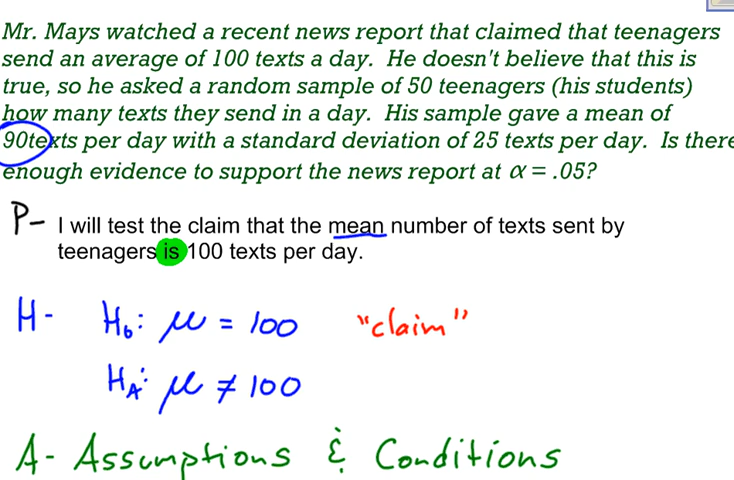 Mr. Mays watched a recent news report that claimed that teenagers
send an average of 100 texts a day. He doesn't believe that this is
true, so he asked a random sample of 50 teenagers (his students)
how many texts they send in a day. His sample gave a mean of
90texts per day with a standard deviation of 25 texts per day. Is there
enough evidence to support the news report at α = .05?
P- I will test the claim that the mean number of texts sent by
teenagers is 100 texts per day.
H- H₀: μ = 100 "claim"
H_A: μ ≠ 100
A- Assumptions & Conditions